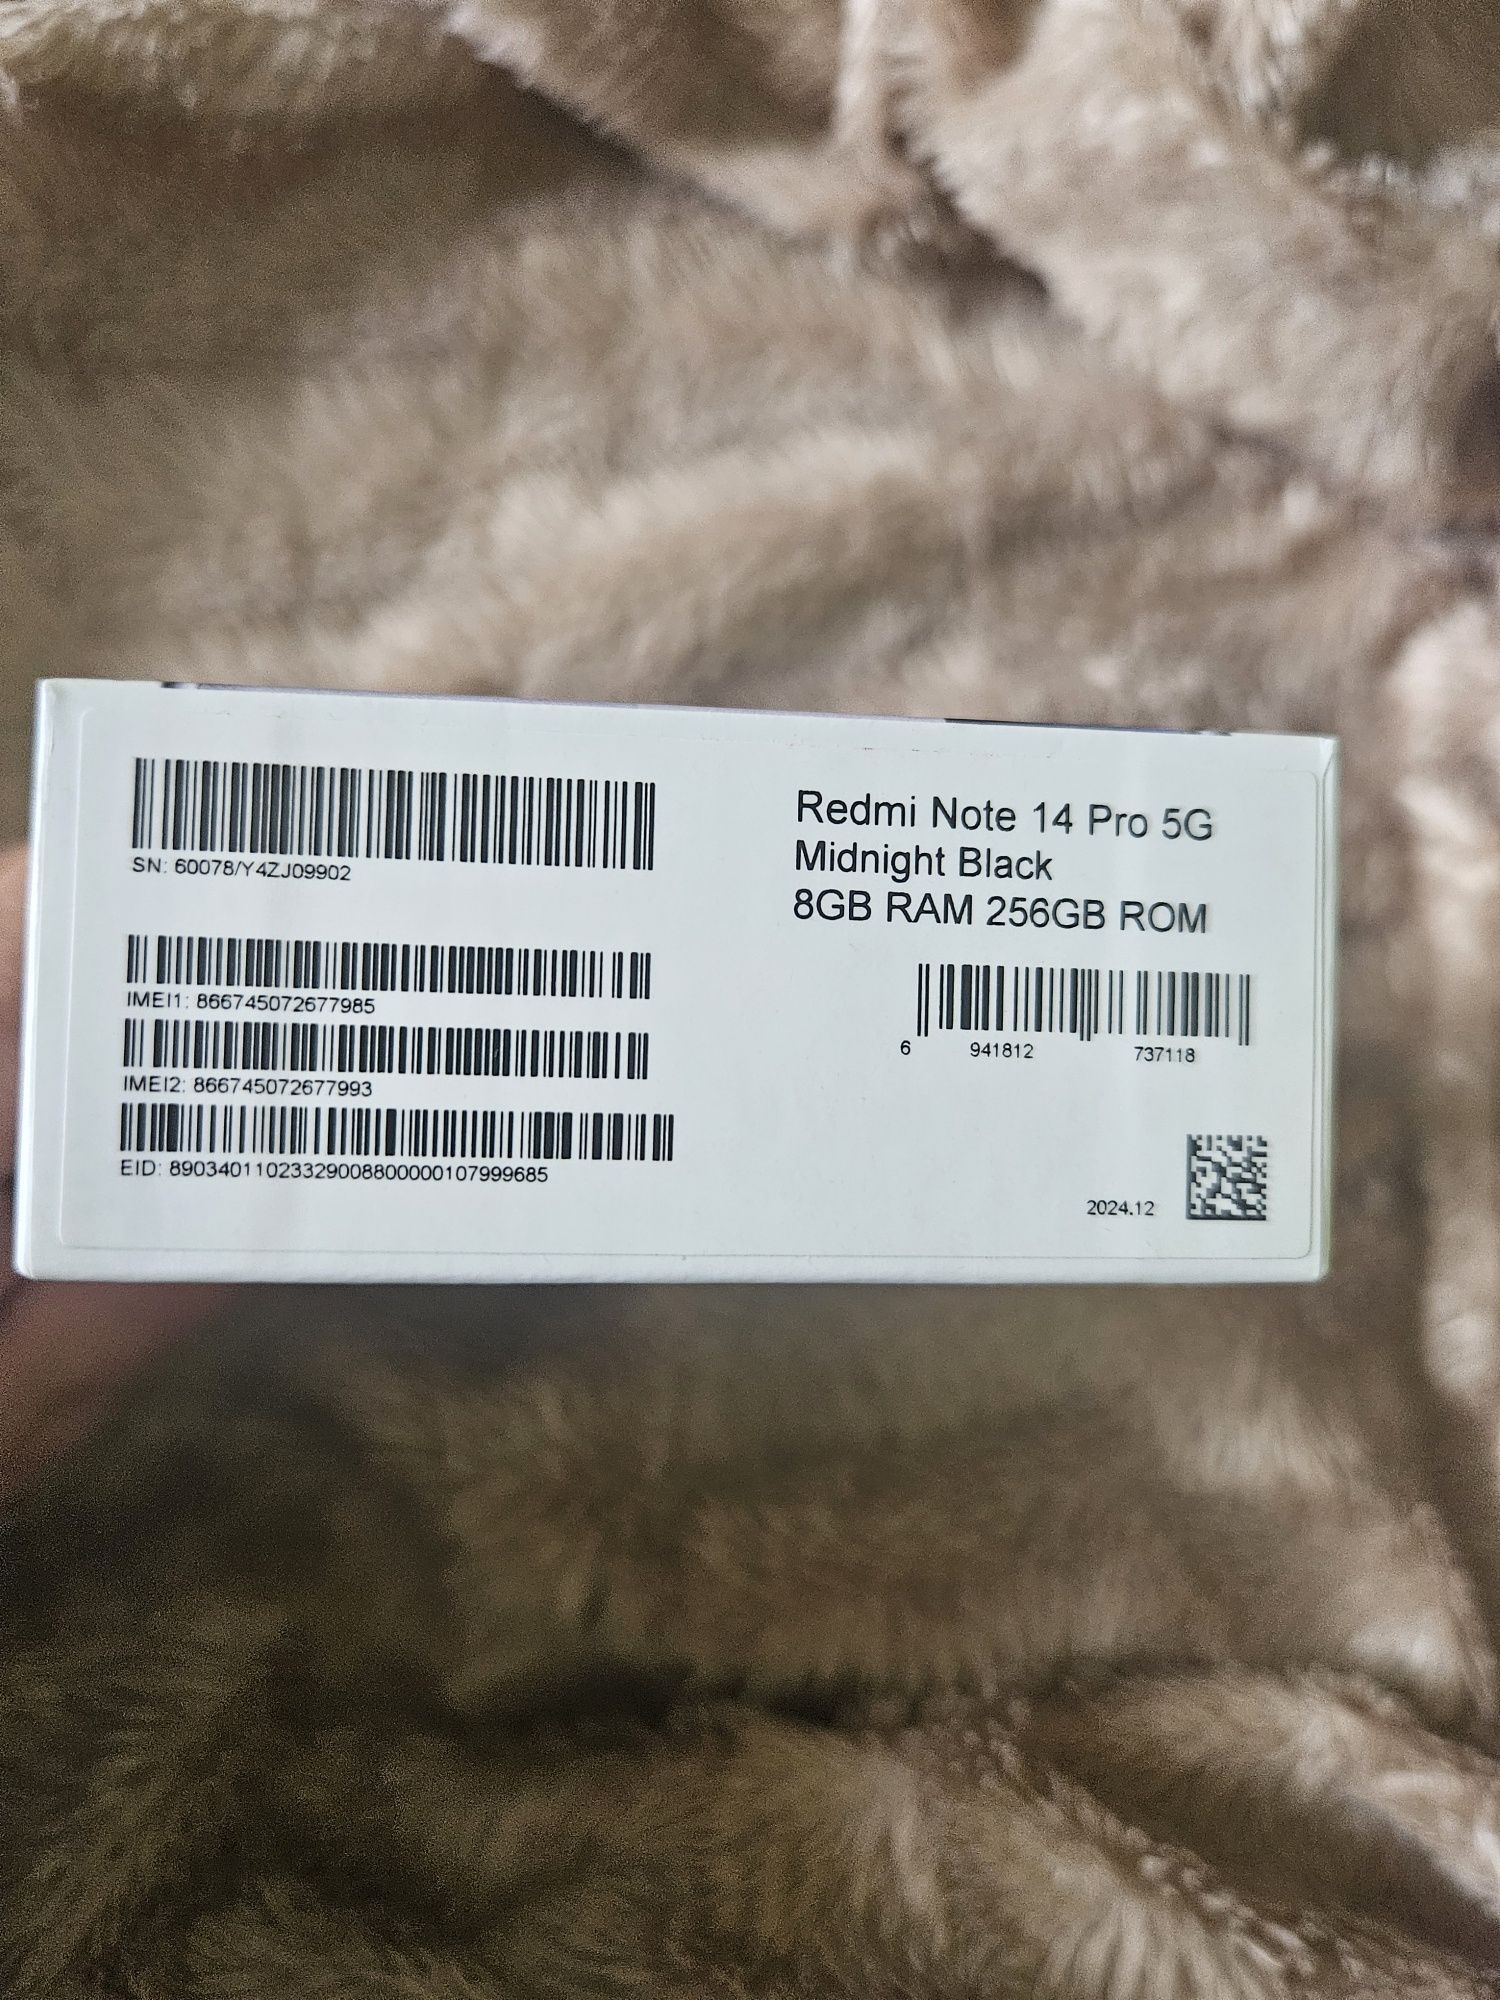 SN: 60078/Y4ZJ09902
IMEI1: 866745072677985
IMEI2: 866745072677993
EID: 89034011023329008800000107999685
Redmi Note 14 Pro 5G
Midnight Black
8GB RAM 256GB ROM
6 941812 737118
2024.12